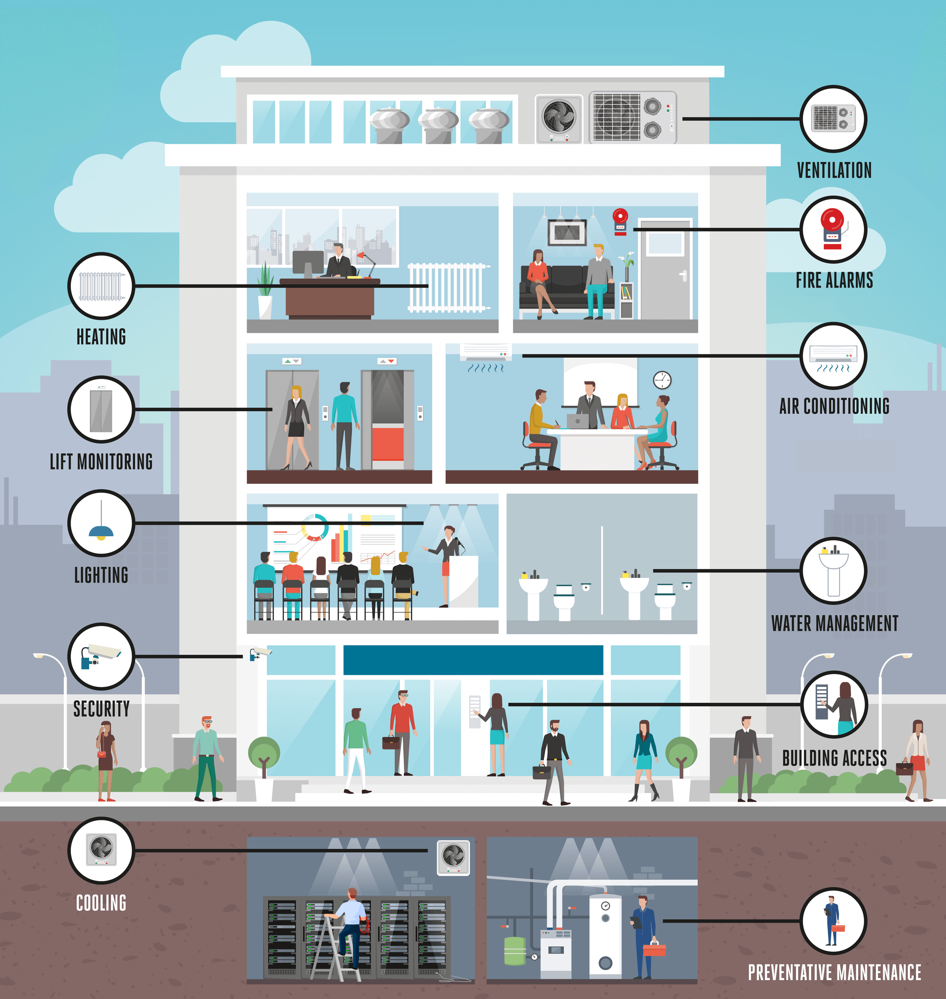 VENTILATION
FIRE ALARMS
HEATING
AIR CONDITIONING
LIFT MONITORING
LIGHTING
WATER MANAGEMENT
SECURITY
BUILDING ACCESS
COOLING
PREVENTATIVE MAINTENANCE